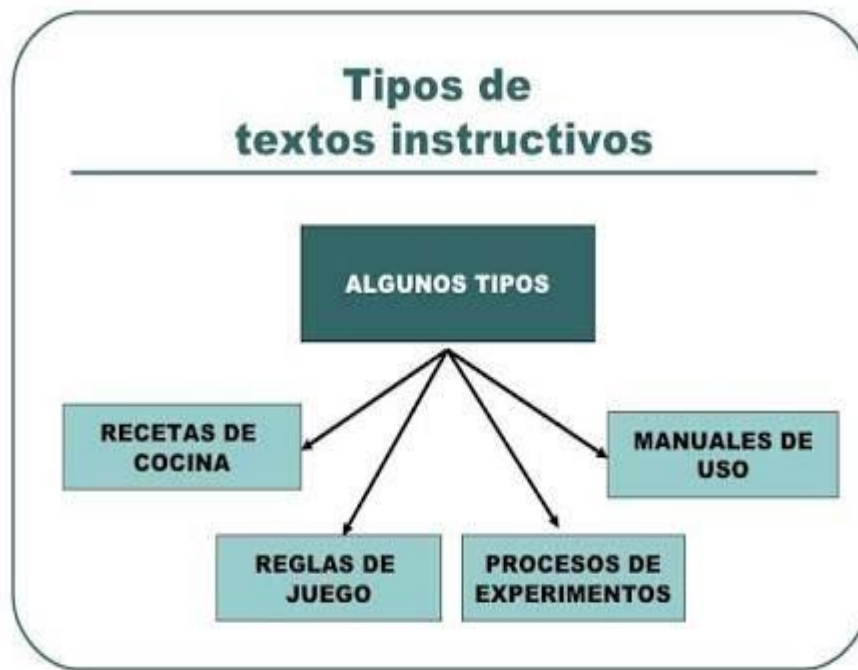 Tipos de
textos instructivos
ALGUNOS TIPOS
RECETAS DE
COCINA
MANUALES DE
USO
REGLAS DE
JUEGO
PROCESOS DE
EXPERIMENTOS